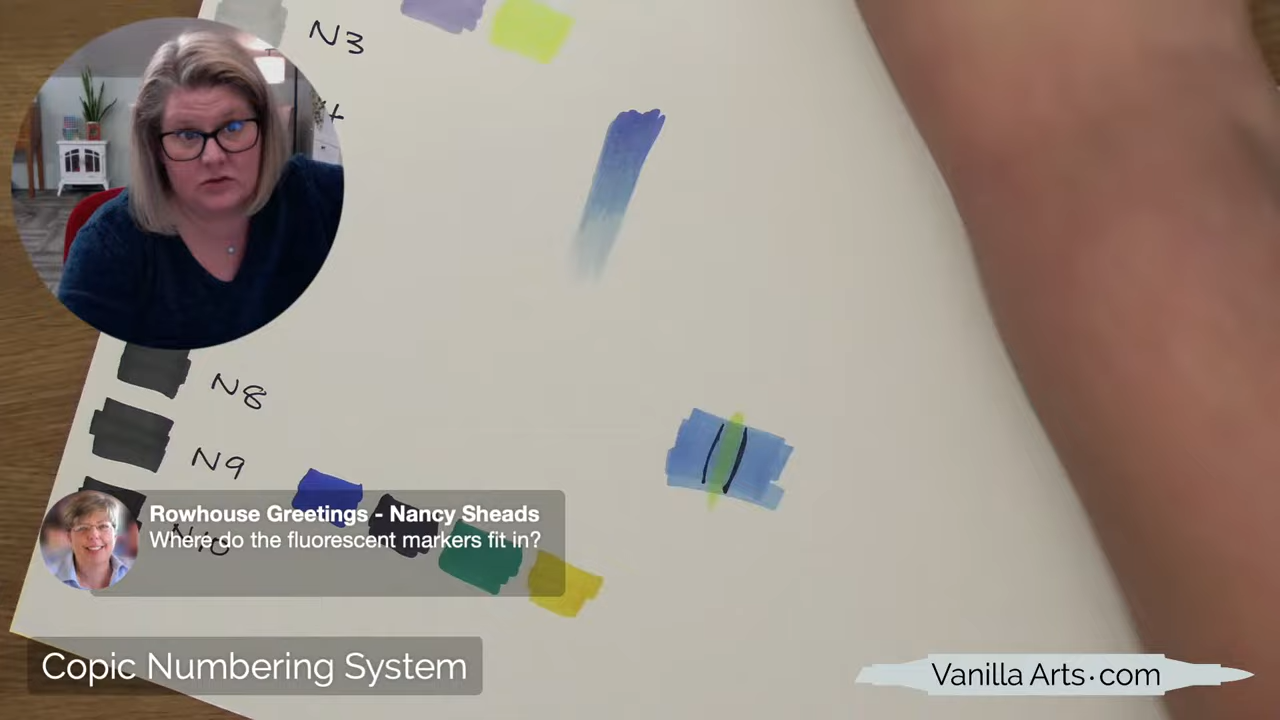 N3
N8
N9
N10
Rowhouse Greetings - Nancy Sheads
Where do the fluorescent markers fit in?
Copic Numbering System
Vanilla Arts•com